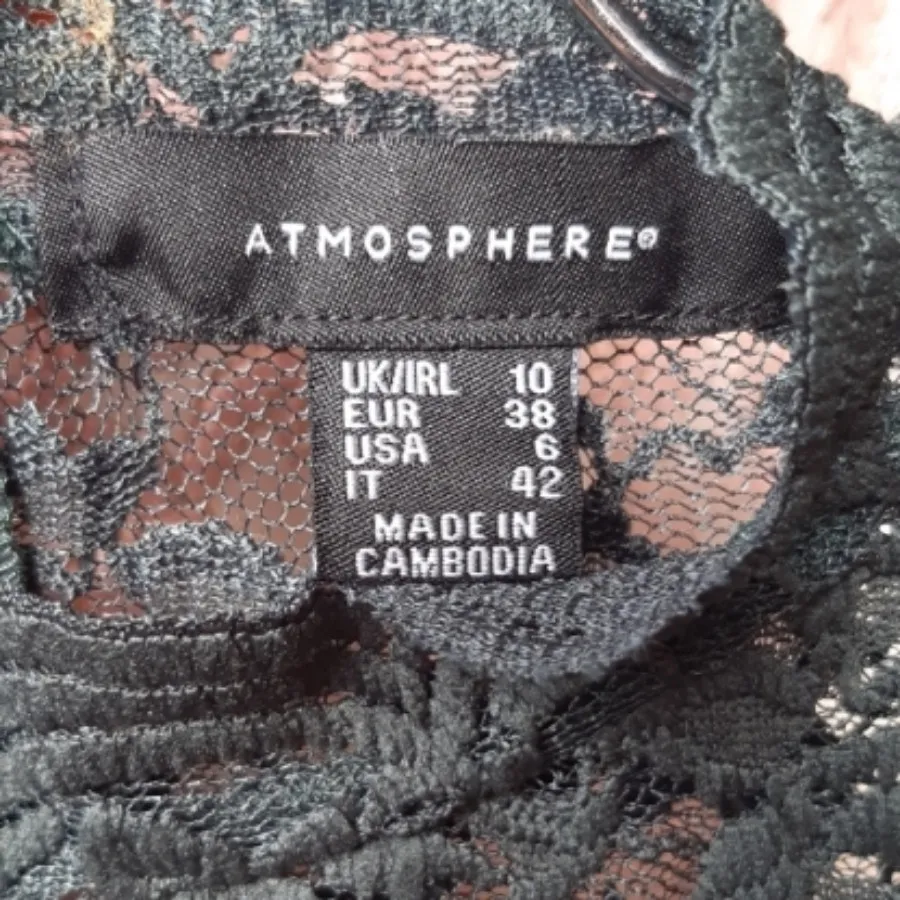 ATMOSPHERE®
UK/IRL 10
EUR 38
USA 6
IT 42
MADE IN
CAMBODIA